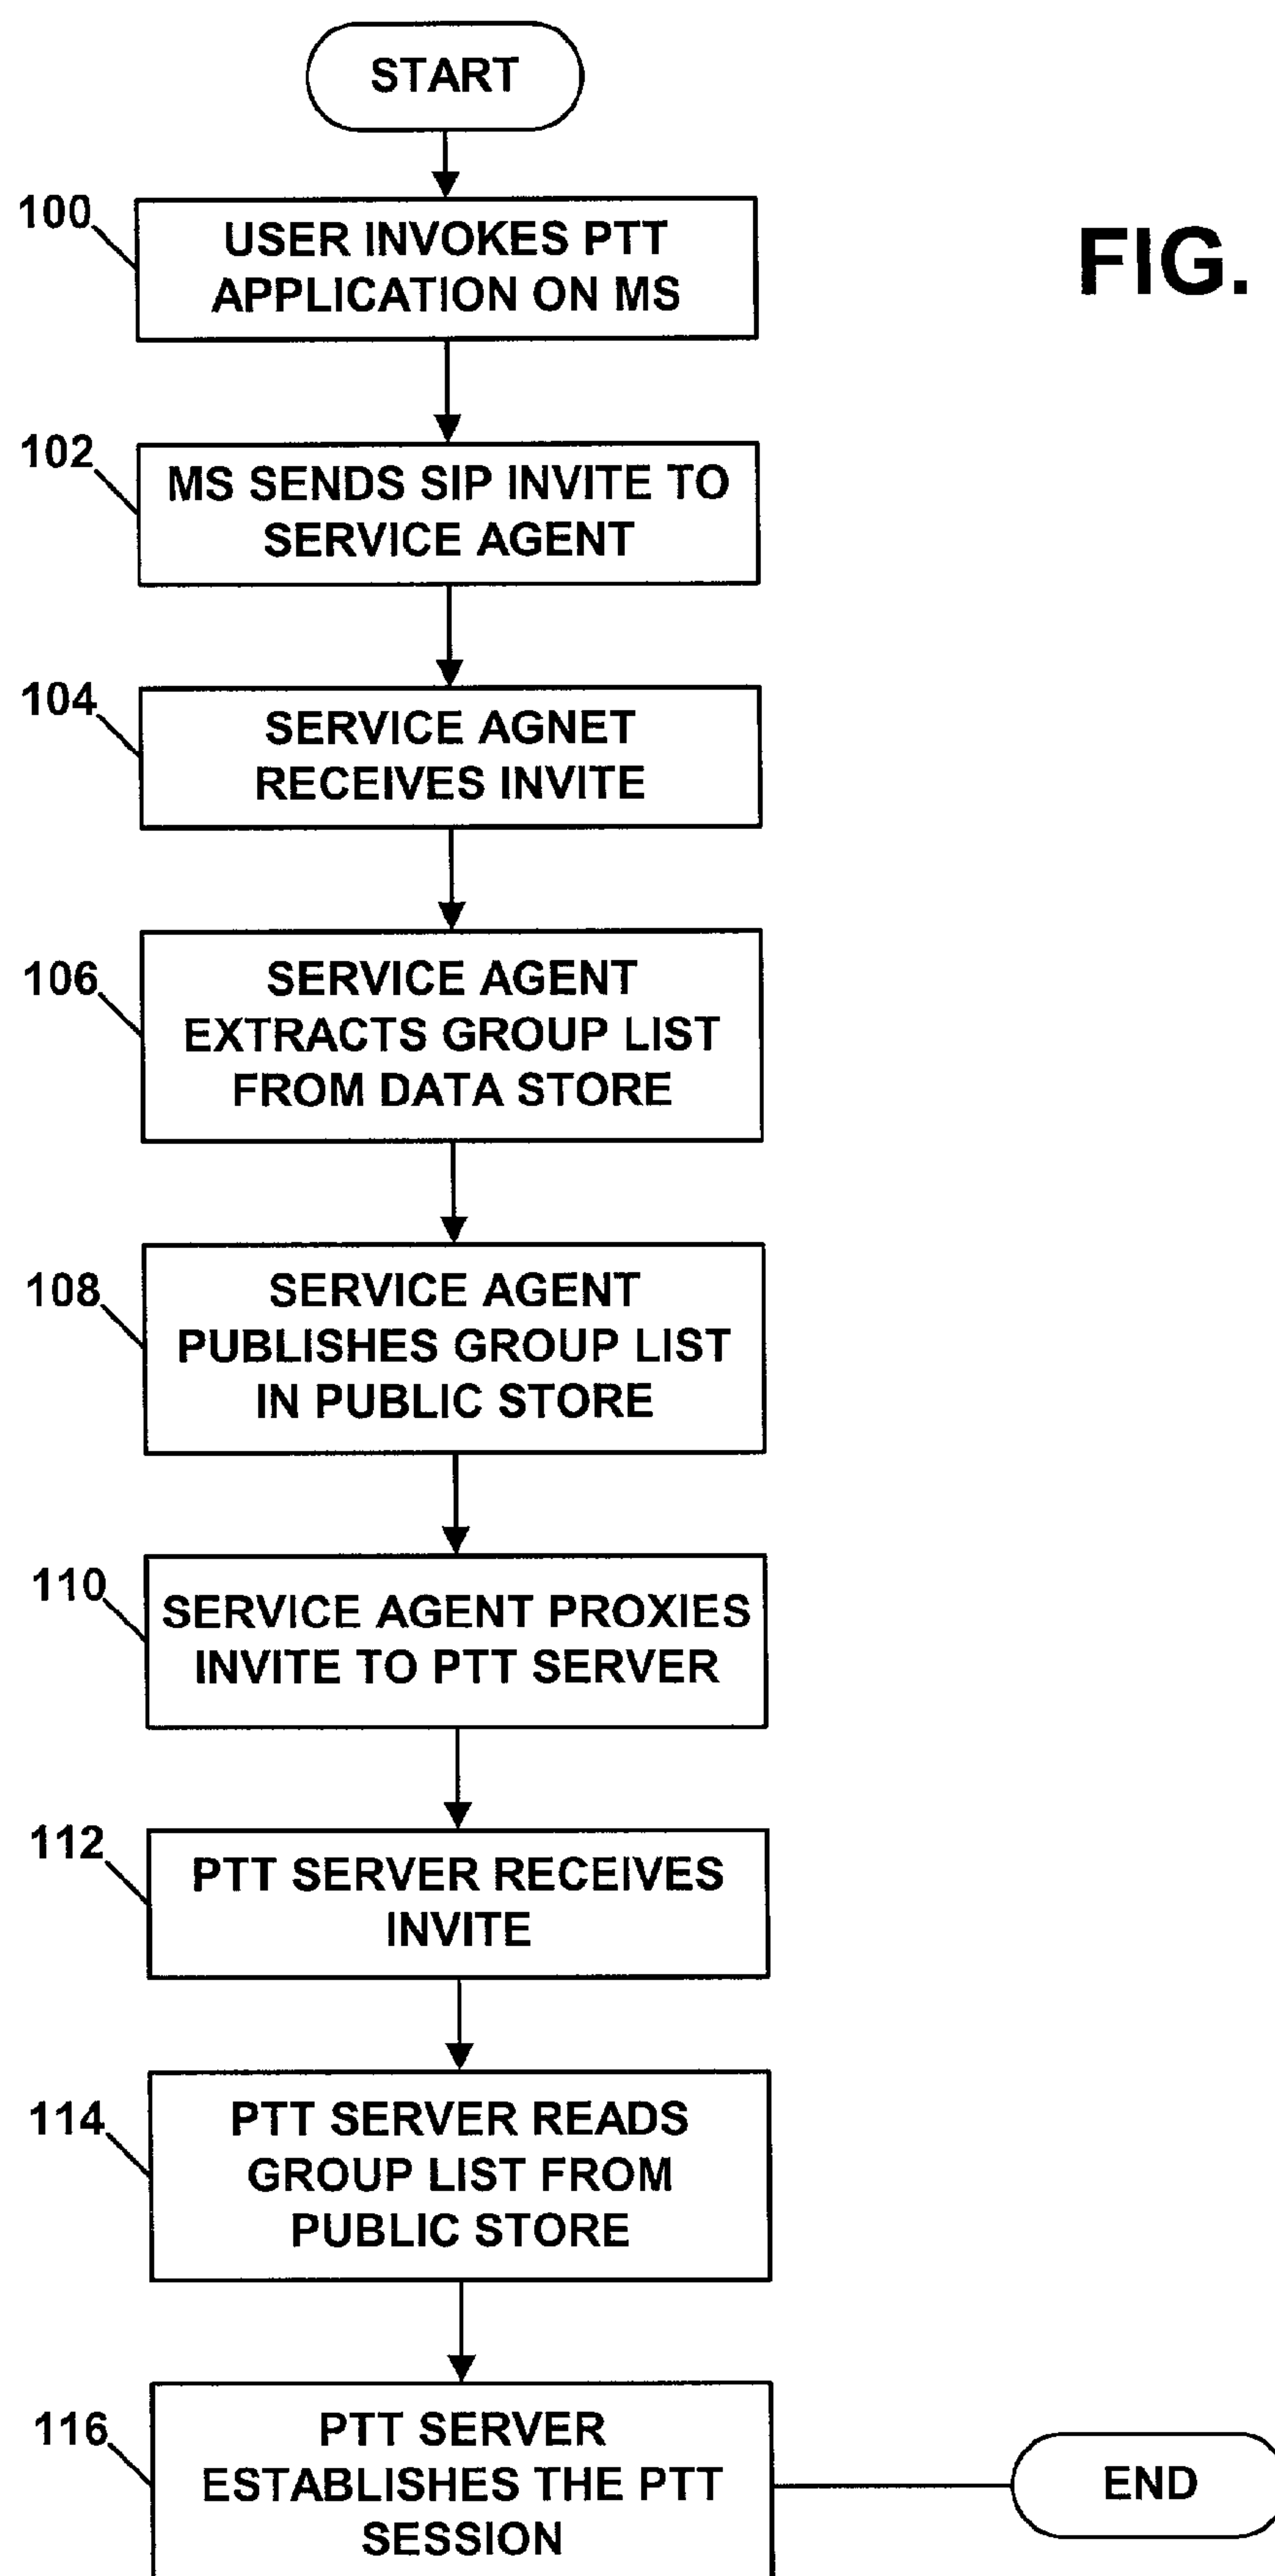 START
FIG.
100
USER INVOKES PTT
APPLICATION ON MS
102
MS SENDS SIP INVITE TO
SERVICE AGENT
104
SERVICE AGNET
RECEIVES INVITE
106
SERVICE AGENT
EXTRACTS GROUP LIST
FROM DATA STORE
108
SERVICE AGENT
PUBLISHES GROUP LIST
IN PUBLIC STORE
110
SERVICE AGENT PROXIES
INVITE TO PTT SERVER
112
PTT SERVER RECEIVES
INVITE
114
PTT SERVER READS
GROUP LIST FROM
PUBLIC STORE
116
PTT SERVER
ESTABLISHES THE PTT
SESSION
END